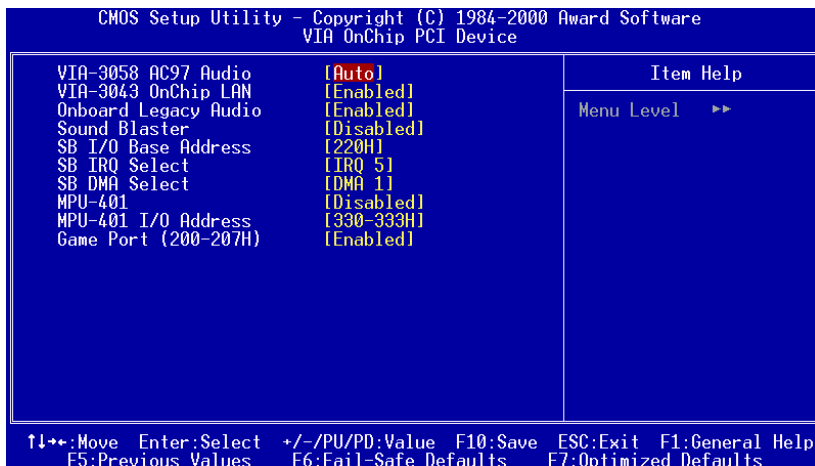 CMOS Setup Utility - Copyright (C) 1984-2000 Award Software
VIA OnChip PCI Device
VIA-3058 AC97 Audio [Auto]
VIA-3043 OnChip LAN [Enabled]
Onboard Legacy Audio [Enabled]
Sound Blaster [Disabled]
SB I/O Base Address [220H]
SB IRQ Select [IRQ 5]
SB DMA Select [DMA 1]
MPU-401 [Disabled]
MPU-401 I/O Address [330-333H]
Game Port (200-207H) [Enabled]
Item Help
Menu Level ►►
↑↓→←:Move Enter:Select +/-/PU/PD:Value F10:Save ESC:Exit F1:General Help
F5:Previous Values F6:Fail-Safe Defaults F7:Optimized Defaults